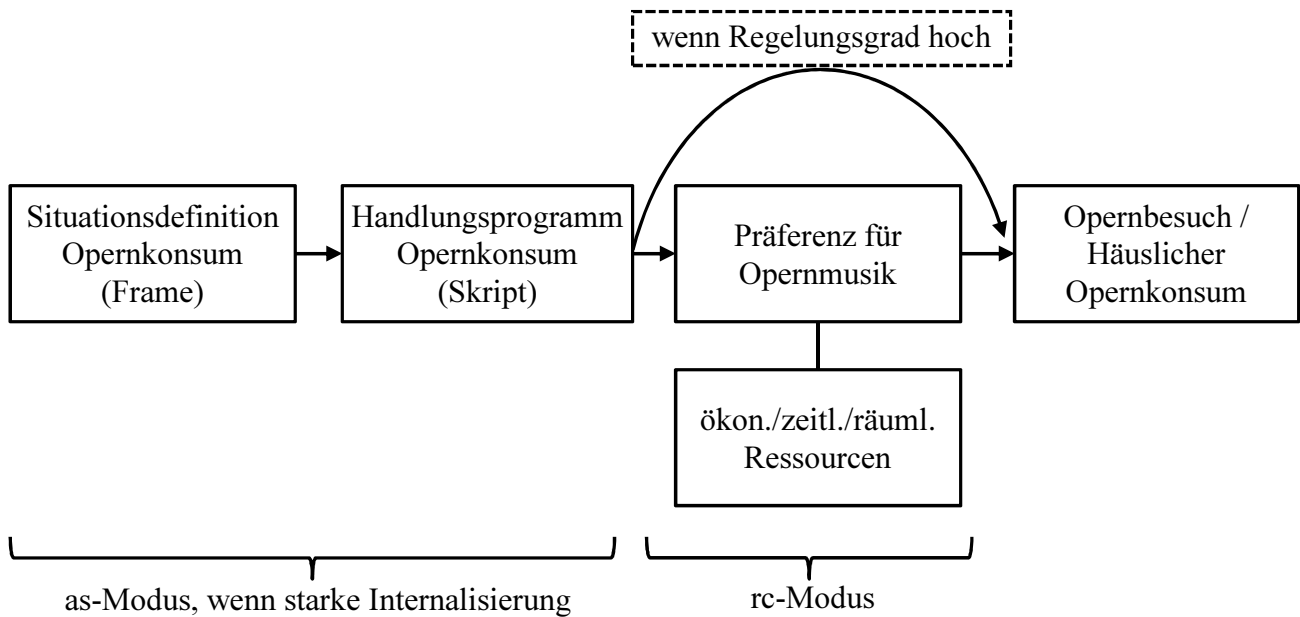 wenn Regelungsgrad hoch
Situationsdefinition
Opernkonsum
(Frame)
Handlungsprogramm
Opernkonsum
(Skript)
Präferenz für
Opernmusik
Opernbesuch /
Häuslicher
Opernkonsum
ökon./zeitl./räuml.
Ressourcen
as-Modus, wenn starke Internalisierung
rc-Modus